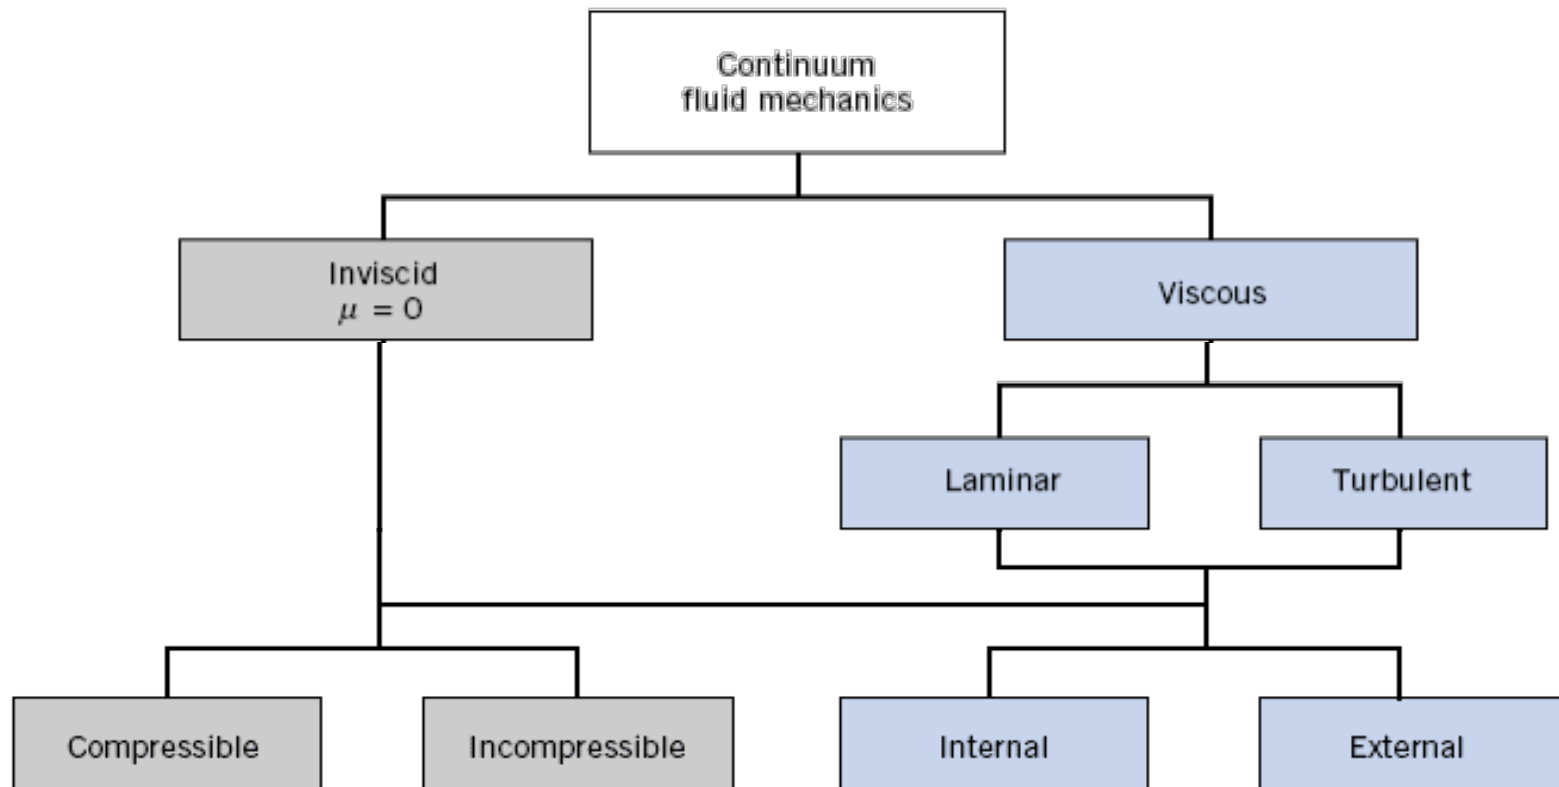 Continuum
fluid mechanics
Inviscid
μ = 0
Viscous
Laminar
Turbulent
Compressible
Incompressible
Internal
External